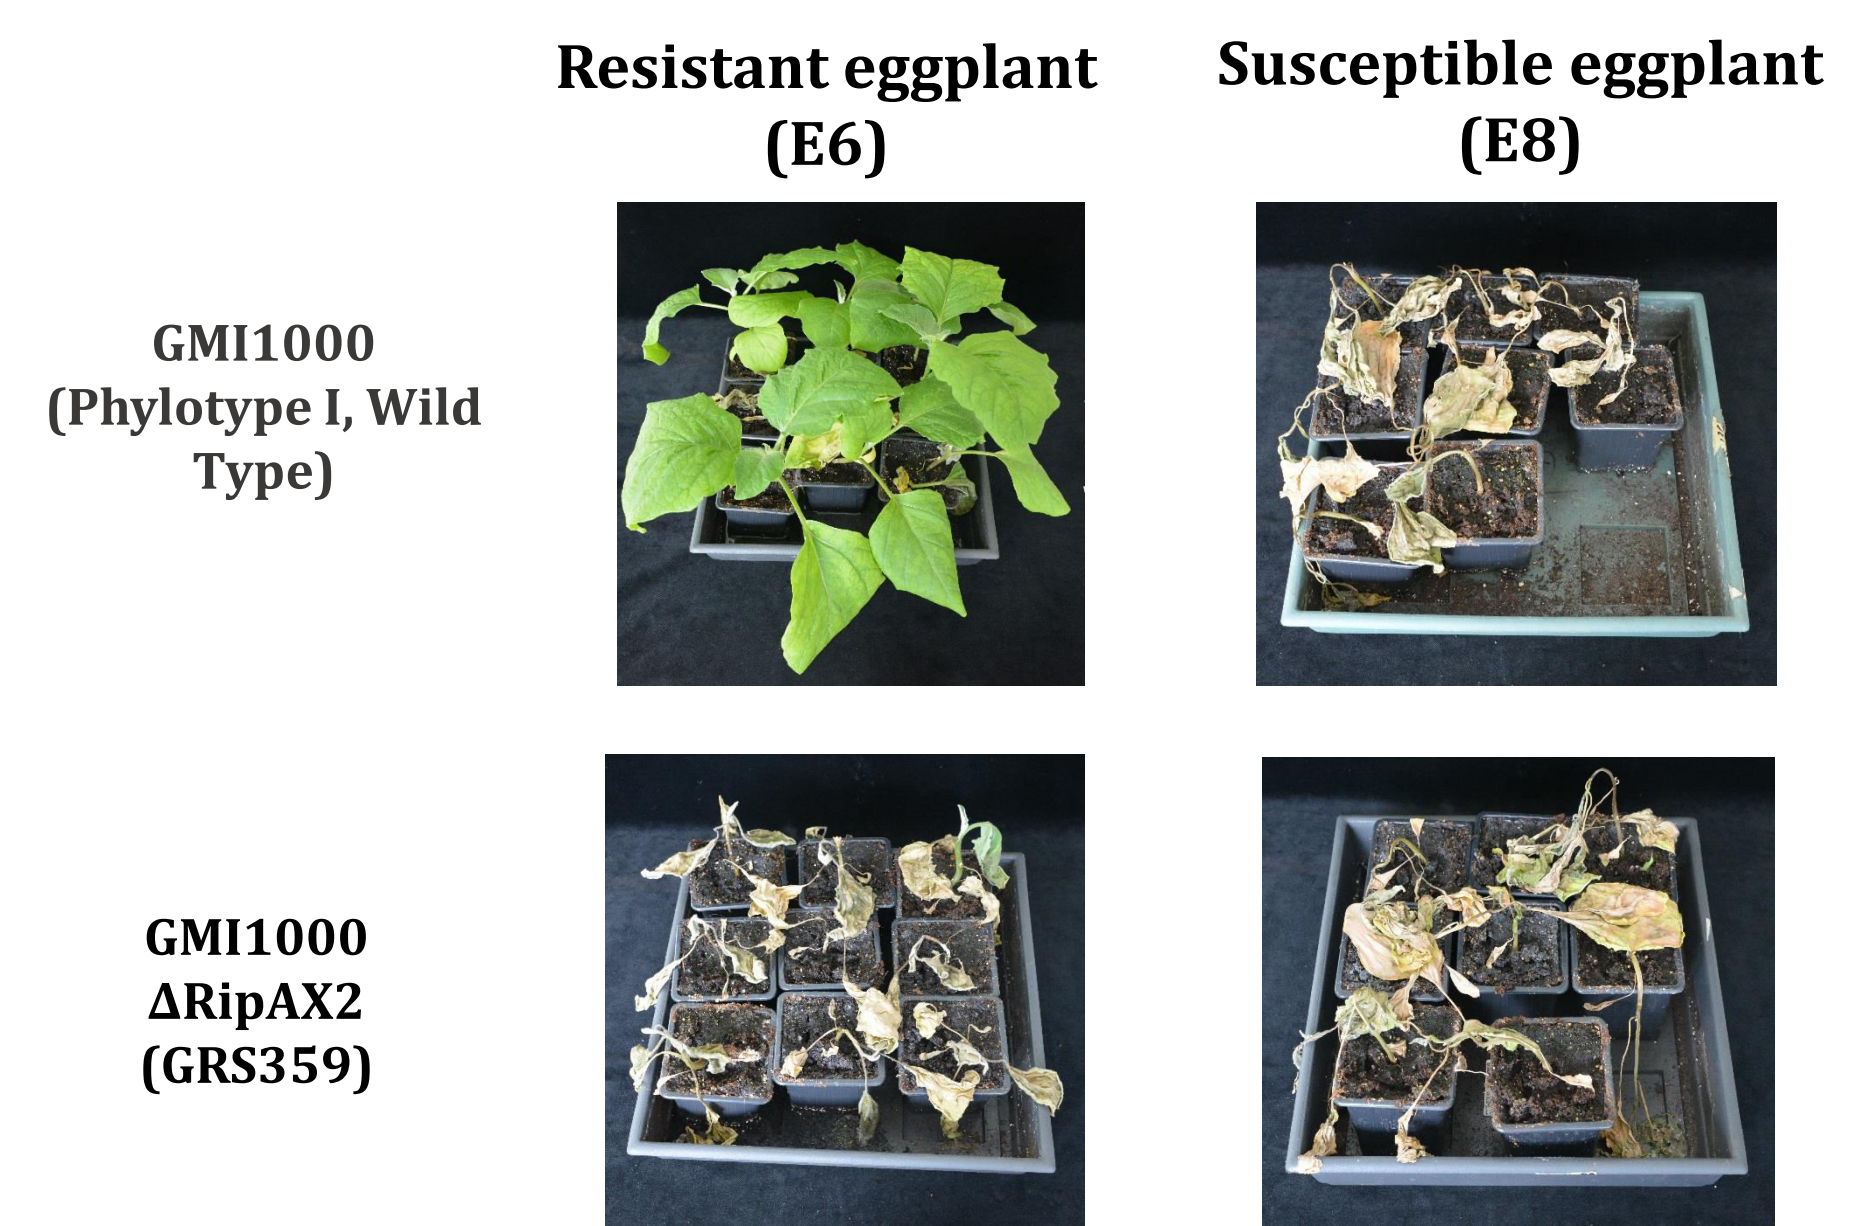 Resistant eggplant
(E6)
Susceptible eggplant
(E8)
GMI1000
(Phylotype I, Wild
Type)
GMI1000
ΔRipAX2
(GRS359)